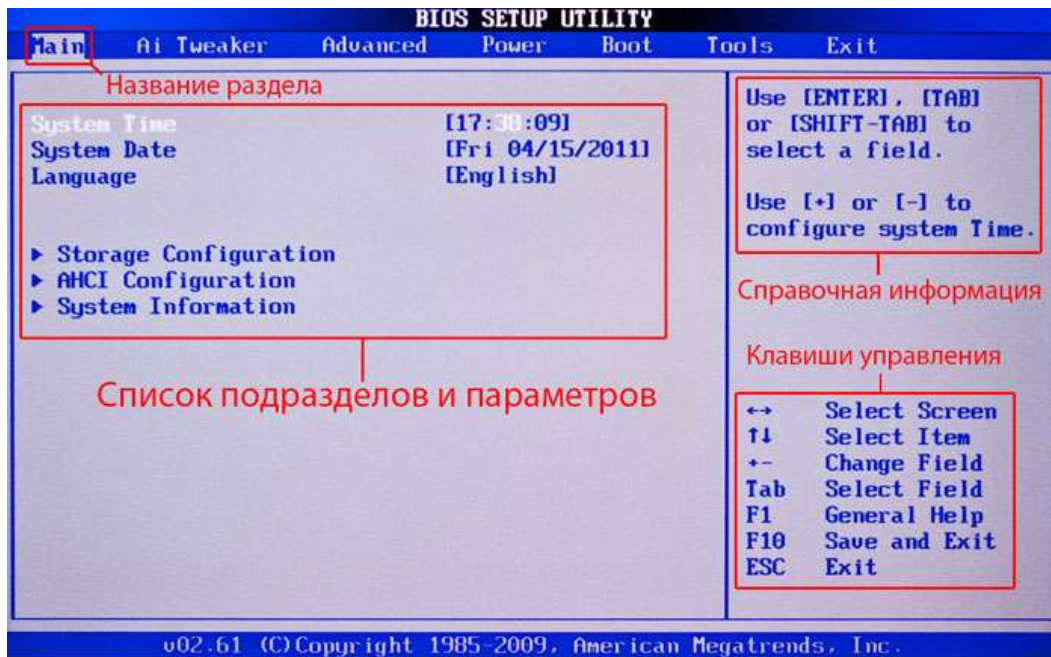 BIOS SETUP UTILITY
Main Ai Tweaker Advanced Power Boot Tools Exit
Название раздела
System Time [17:30:09]
System Date [Fri 04/15/2011]
Language [English]
Storage Configuration
AHCI Configuration
System Information
Список подразделов и параметров
Use [ENTER], [TAB]
or [SHIFT-TAB] to
select a field.
Use [+] or [-] to
configure system Time.
Справочная информация
Клавиши управления
←→ Select Screen
↑↓ Select Item
+- Change Field
Tab Select Field
F1 General Help
F10 Save and Exit
ESC Exit
v02.61 (C)Copyright 1985-2009, American Megatrends, Inc.